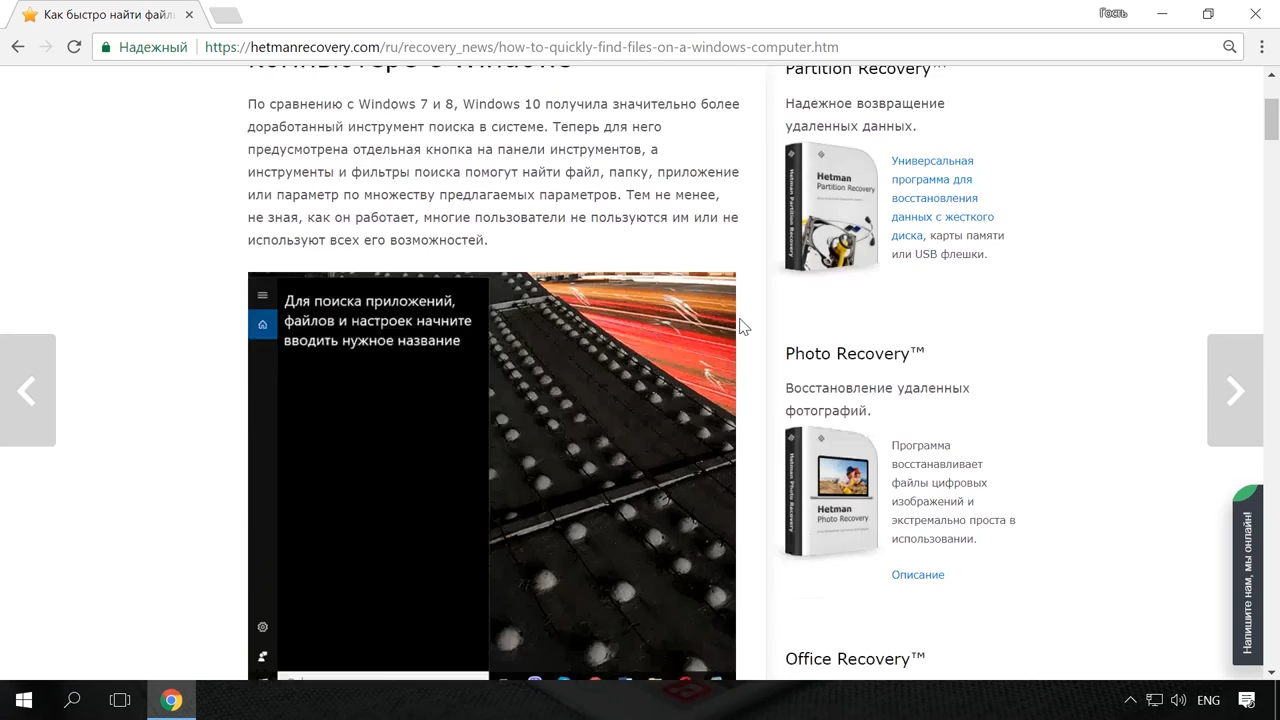 Как быстро найти файл
Гость
Надежный
https://hetmanrecovery.com/ru/recovery_news/how-to-quickly-find-files-on-a-windows-computer.htm
По сравнению с Windows 7 и 8, Windows 10 получила значительно более
доработанный инструмент поиска в системе. Теперь для него
предусмотрена отдельная кнопка на панели инструментов, а
инструменты и фильтры поиска помогут найти файл, папку, приложение
или параметр по множеству предлагаемых параметров. Тем не менее,
не зная, как он работает, многие пользователи не пользуются им или не
используют всех его возможностей.
Для поиска приложений,
файлов и настроек начните
вводить нужное название
Partition Recovery™
Надежное возвращение
удаленных данных.
Hetman Partition Recovery
Hetman
Partition Recovery
Универсальная
программа для
восстановления
данных с жесткого
диска, карты памяти
или USB флешки.
Photo Recovery™
Восстановление удаленных
фотографий.
Hetman Photo Recovery
Hetman
Photo Recovery
Программа
восстанавливает
файлы цифровых
изображений и
экстремально проста в
использовании.
Описание
Office Recovery™
Напишите нам, мы онлайн!
ENG